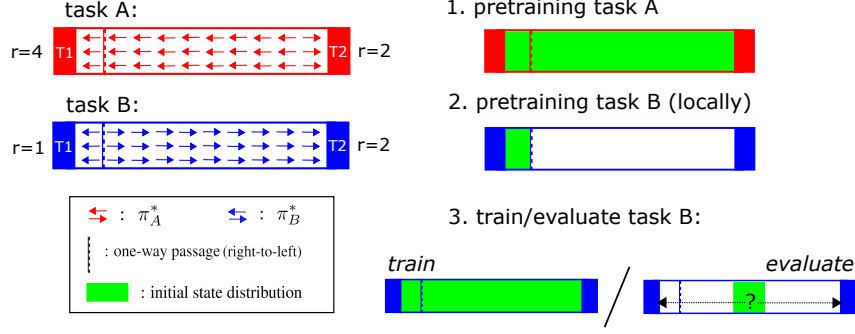 task A:
r=4 T1 T2 r=2
task B:
r=1 T1 T2 r=2
: π*A : π*B
: one-way passage (right-to-left)
: initial state distribution
1. pretraining task A
2. pretraining task B (locally)
3. train/evaluate task B:
train / evaluate
?